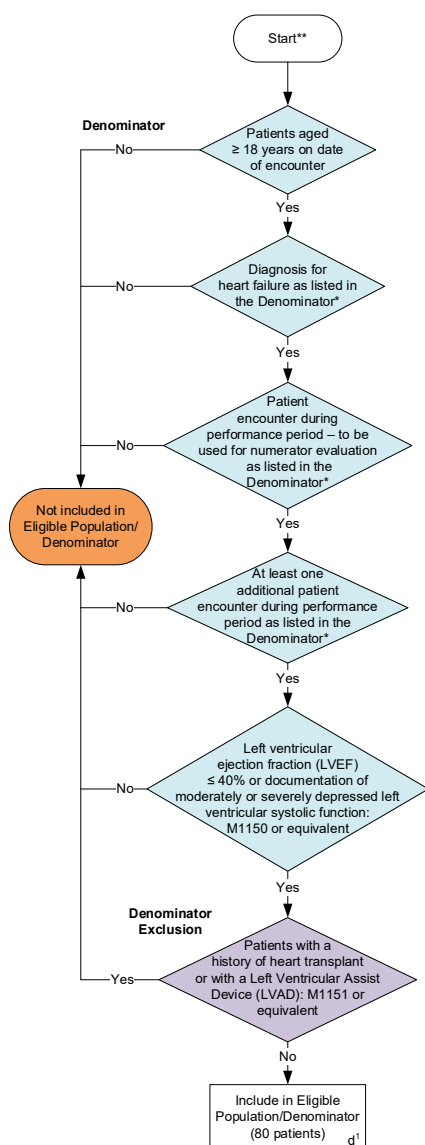 Start**
Denominator
Patients aged
≥ 18 years on date
of encounter
No
Yes
Diagnosis for
heart failure as listed in
the Denominator*
No
Yes
Patient
encounter during
performance period – to be
used for numerator evaluation
as listed in the
Denominator*
No
Yes
Not included in
Eligible Population/
Denominator
At least one
additional patient
encounter during performance
period as listed in the
Denominator*
No
Yes
Left ventricular
ejection fraction (LVEF)
≤ 40% or documentation of
moderately or severely depressed left
ventricular systolic function:
M1150 or equivalent
No
Yes
Denominator
Exclusion
Patients with a
history of heart transplant
or with a Left Ventricular Assist
Device (LVAD): M1151 or
equivalent
Yes
No
Include in Eligible
Population/Denominator
(80 patients)
d¹